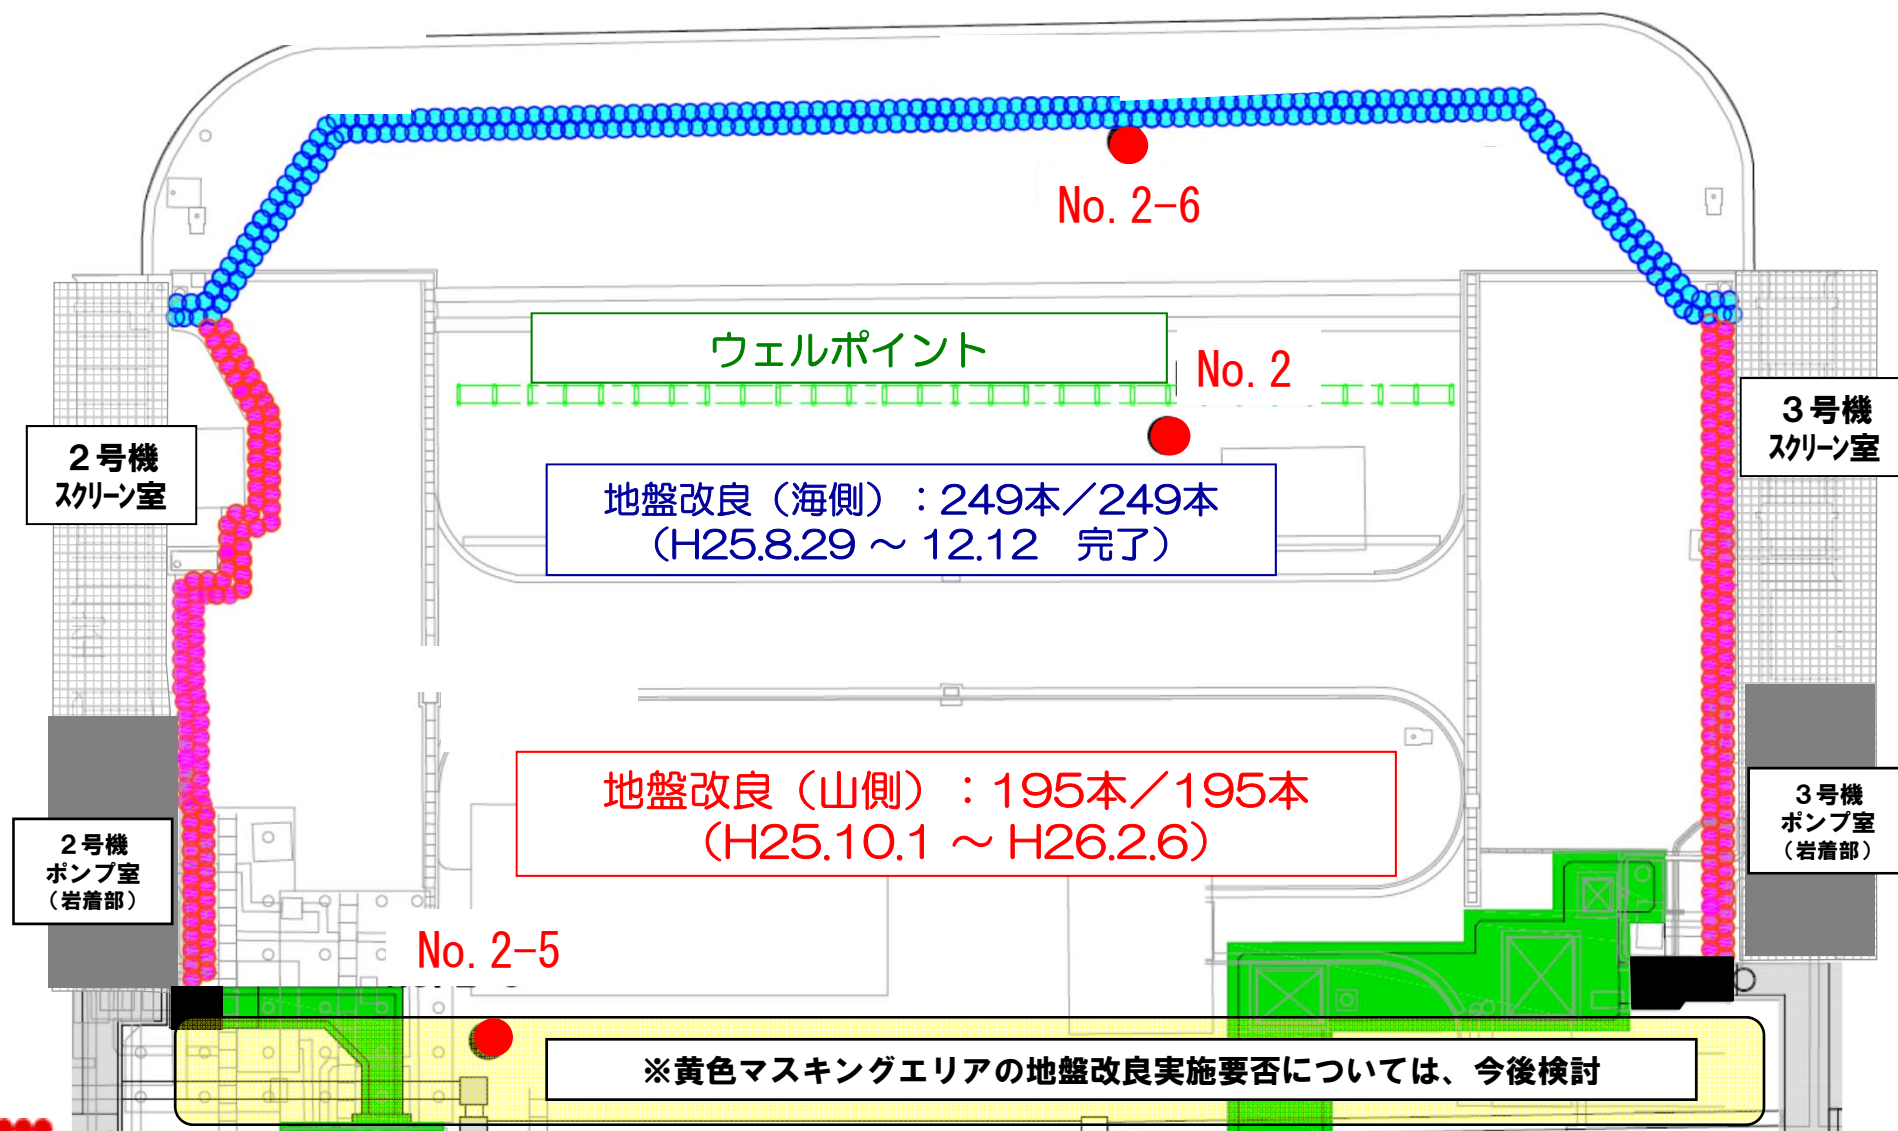 No. 2-6
ウェルポイント
No. 2
2号機
スクリーン室
3号機
スクリーン室
地盤改良（海側）：249本／249本
（H25.8.29 ～ 12.12　完了）
地盤改良（山側）：195本／195本
（H25.10.1 ～ H26.2.6）
2号機
ポンプ室
（岩着部）
3号機
ポンプ室
（岩着部）
No. 2-5
※黄色マスキングエリアの地盤改良実施要否については、今後検討